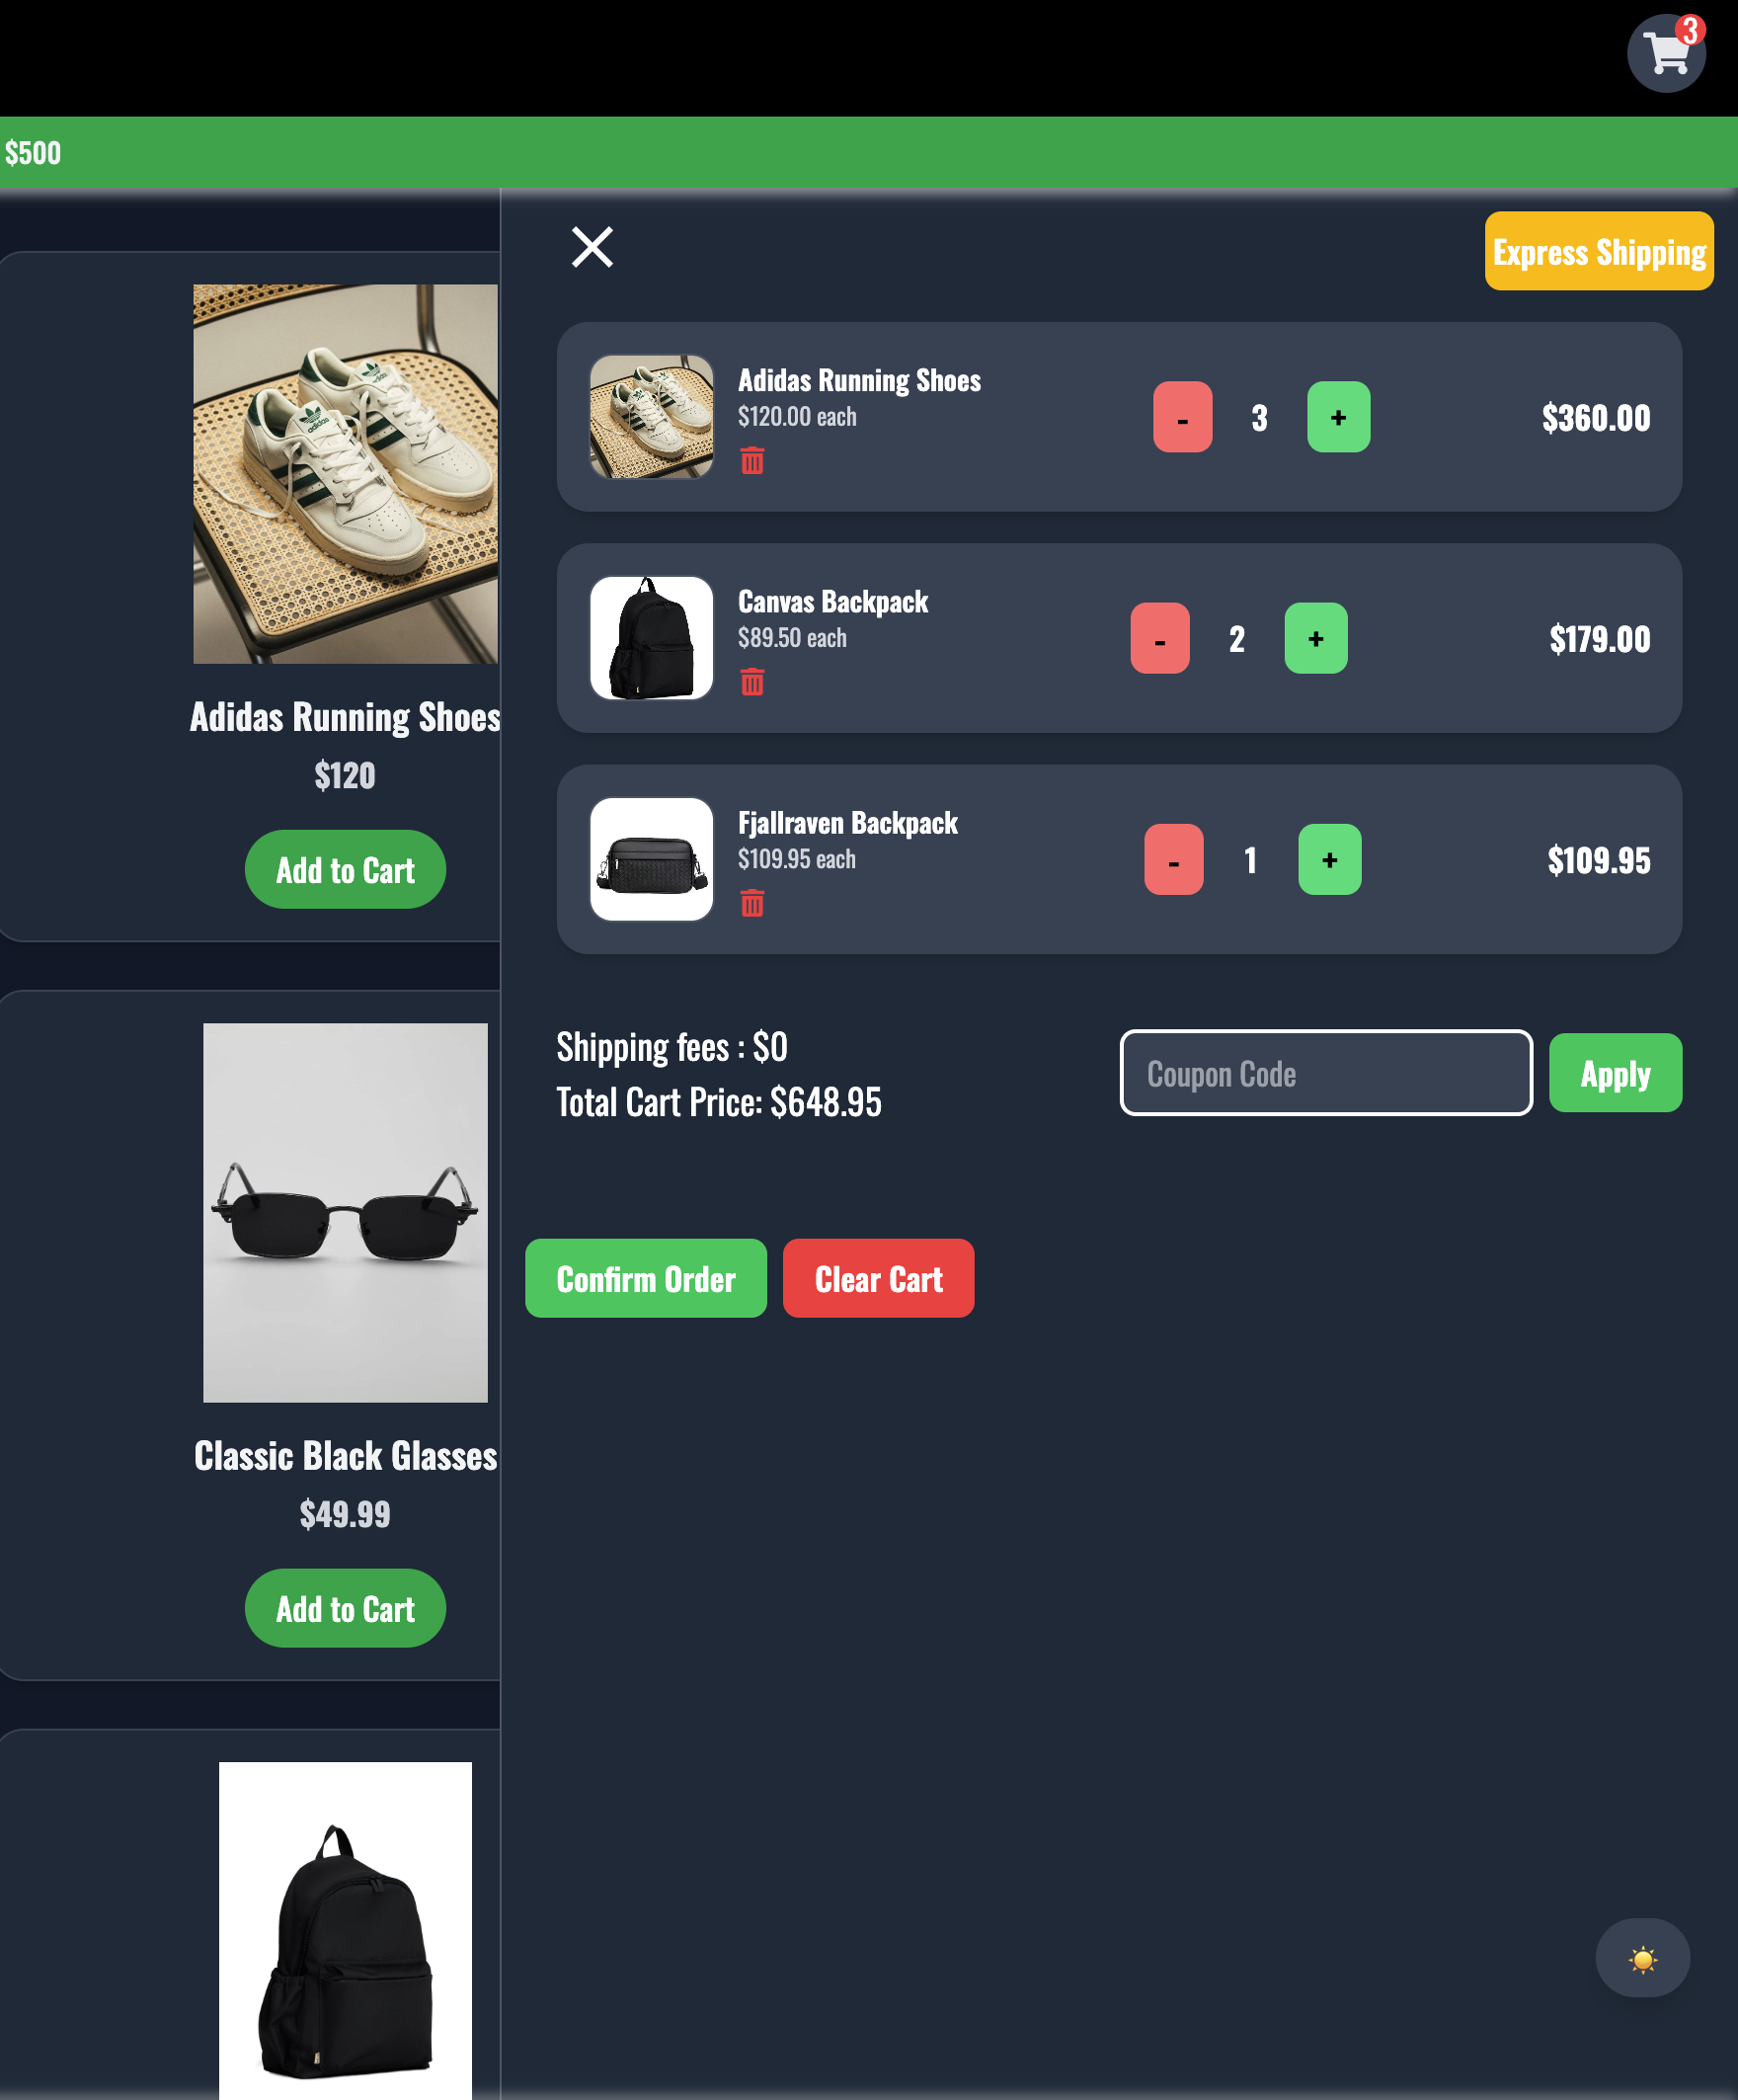 3
$500
Express Shipping
Adidas Running Shoes
$120.00 each
- 3 +
$360.00
Canvas Backpack
$89.50 each
- 2 +
$179.00
Fjallraven Backpack
$109.95 each
- 1 +
$109.95
Shipping fees : $0
Total Cart Price: $648.95
Coupon Code
Apply
Confirm Order
Clear Cart
adidas
Adidas Running Shoes
$120
Add to Cart
Classic Black Glasses
$49.99
Add to Cart